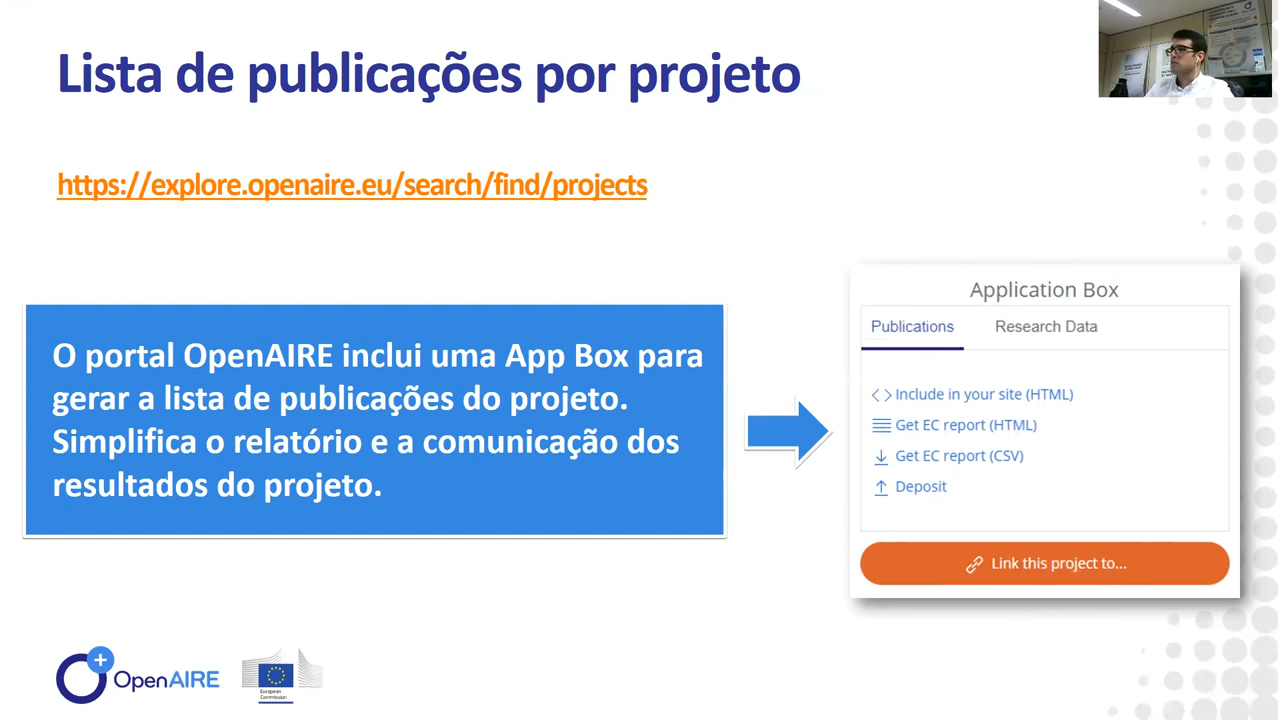 Lista de publicações por projeto
https://explore.openaire.eu/search/find/projects
O portal OpenAIRE inclui uma App Box para
gerar a lista de publicações do projeto.
Simplifica o relatório e a comunicação dos
resultados do projeto.
Application Box
Publications Research Data
Include in your site (HTML)
Get EC report (HTML)
Get EC report (CSV)
Deposit
Link this project to...
OpenAIRE
European
Commission